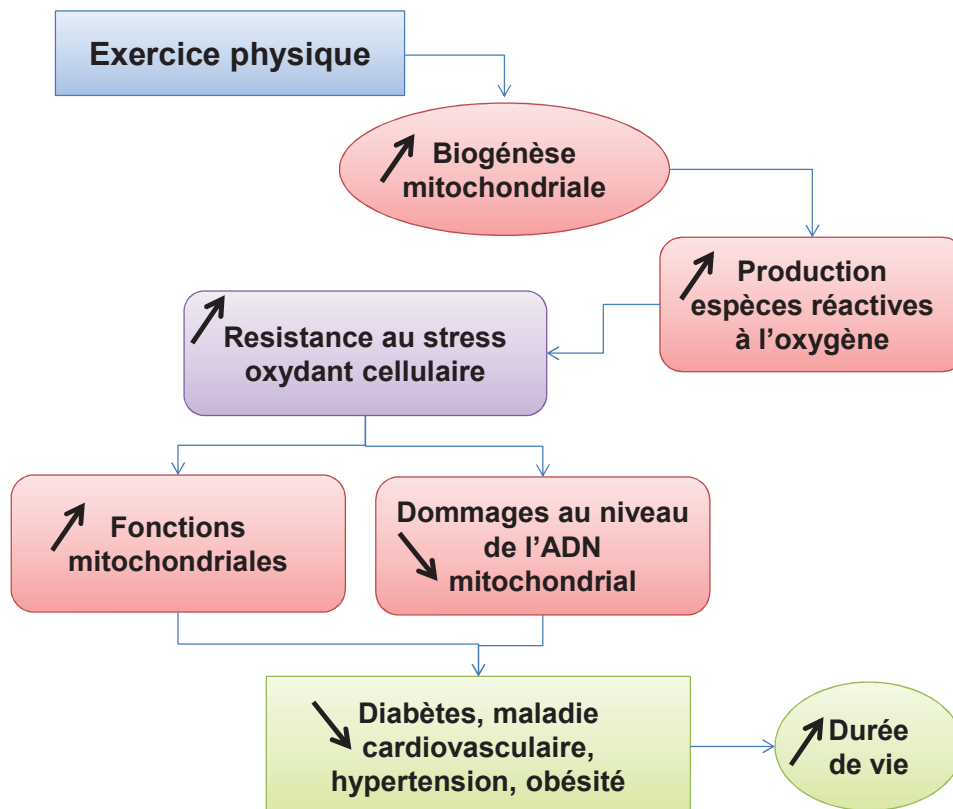 Exercice physique
Biogénèse
mitochondriale
Production
espèces réactives
à l’oxygène
Resistance au stress
oxydant cellulaire
Fonctions
mitochondriales
Dommages au niveau
de l’ADN
mitochondrial
Diabètes, maladie
cardiovasculaire,
hypertension, obésité
Durée
de vie